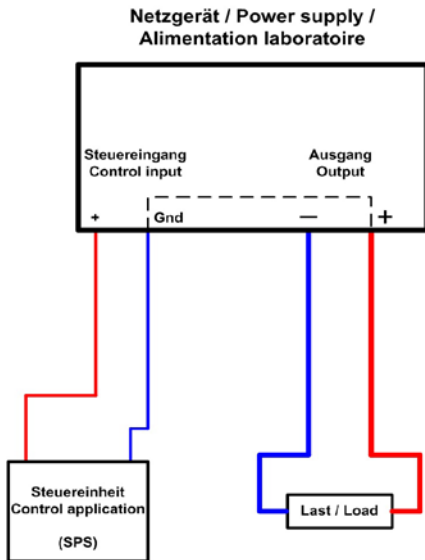 Netzgerät / Power supply /
Alimentation laboratoire
Steuereingang
Control input
Ausgang
Output
+
Gnd
—
+
Steuereinheit
Control application
(SPS)
Last / Load